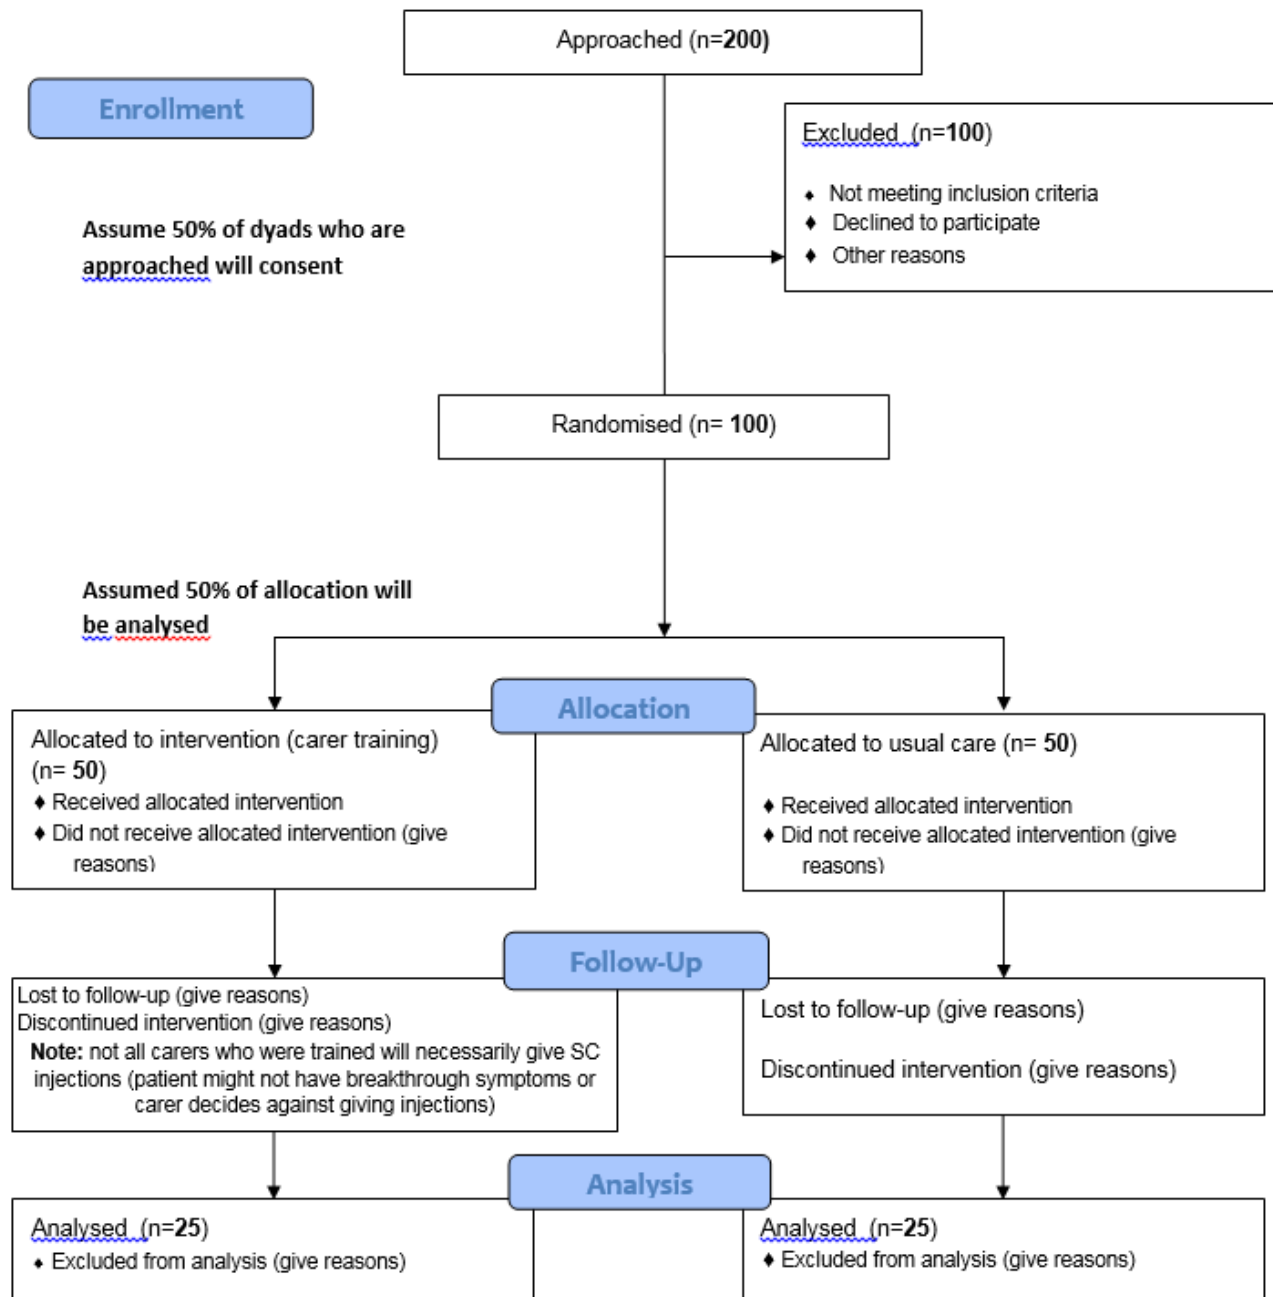 Approached (n=200)
Enrollment
Excluded (n=100)
⬥ Not meeting inclusion criteria
♦ Declined to participate
♦ Other reasons
Assume 50% of dyads who are
approached will consent
Randomised (n= 100)
Assumed 50% of allocation will
be analysed
Allocation
Allocated to intervention (carer training)
(n= 50)
♦ Received allocated intervention
♦ Did not receive allocated intervention (give
reasons)
Allocated to usual care (n= 50)
♦ Received allocated intervention
♦ Did not receive allocated intervention (give
reasons)
Follow-Up
Lost to follow-up (give reasons)
Discontinued intervention (give reasons)
Note: not all carers who were trained will necessarily give SC
injections (patient might not have breakthrough symptoms or
carer decides against giving injections)
Lost to follow-up (give reasons)
Discontinued intervention (give reasons)
Analysis
Analysed (n=25)
⬥ Excluded from analysis (give reasons)
Analysed (n=25)
♦ Excluded from analysis (give reasons)